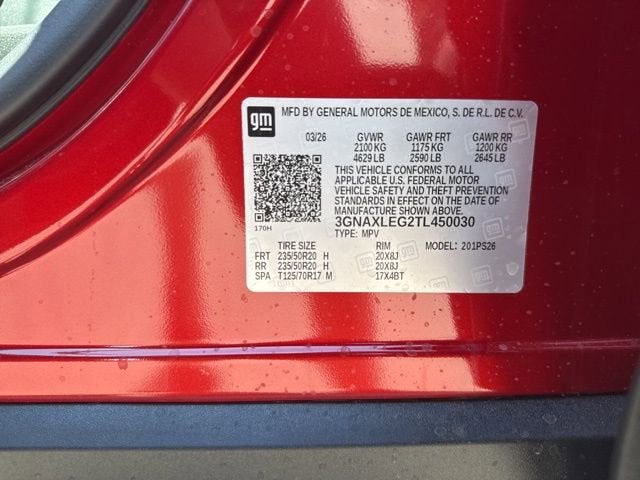 gm
MFD BY GENERAL MOTORS DE MEXICO, S. DE R.L. DE C.V.
03/26 GVWR GAWR FRT GAWR RR
2100 KG 1175 KG 1200 KG
4629 LB 2590 LB 2645 LB
THIS VEHICLE CONFORMS TO ALL
APPLICABLE U.S. FEDERAL MOTOR
VEHICLE SAFETY AND THEFT PREVENTION
STANDARDS IN EFFECT ON THE DATE OF
MANUFACTURE SHOWN ABOVE.
3GNAXLEG2TL450030
170H
TYPE: MPV
TIRE SIZE RIM MODEL: 201PS26
FRT 235/50R20 H 20X8J
RR 235/50R20 H 20X8J
SPA T125/70R17 M 17X4BT